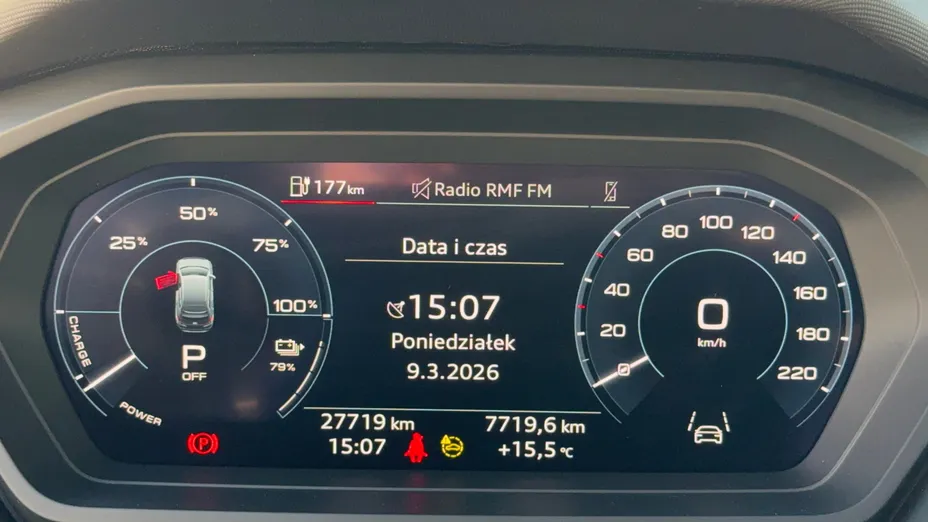 177 km
Radio RMF FM
25%
50%
75%
100%
CHARGE
POWER
P
OFF
79%
Data i czas
15:07
Poniedziałek
9.3.2026
27719 km
7719,6 km
15:07
+15,5 °C
20
40
60
80
100
120
140
160
180
220
0
km/h
P